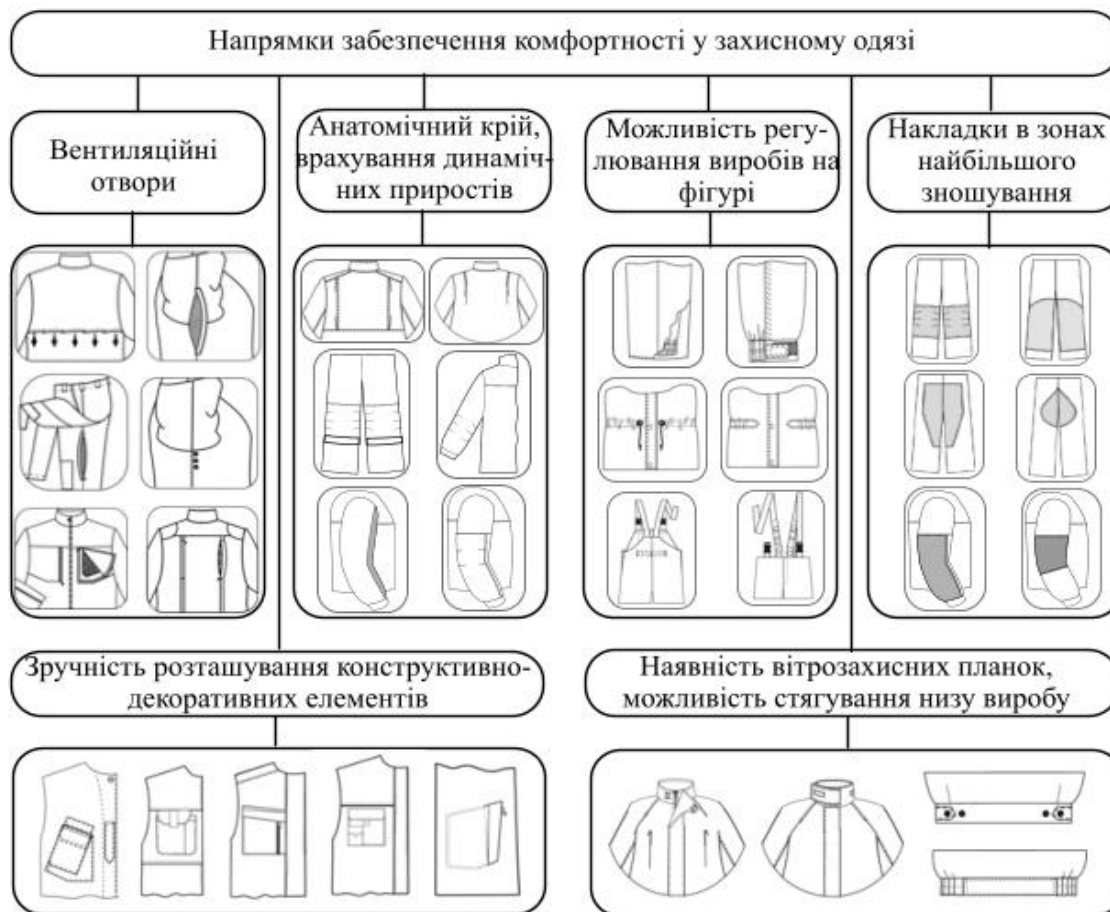 Напрямки забезпечення комфортності у захисному одязі
Вентиляційні
отвори
Анатомічний крій,
врахування динаміч-
них приростів
Можливість регу-
лювання виробів на
фігурі
Накладки в зонах
найбільшого
зношування
Зручність розташування конструктивно-
декоративних елементів
Наявність вітрозахисних планок,
можливість стягування низу виробу